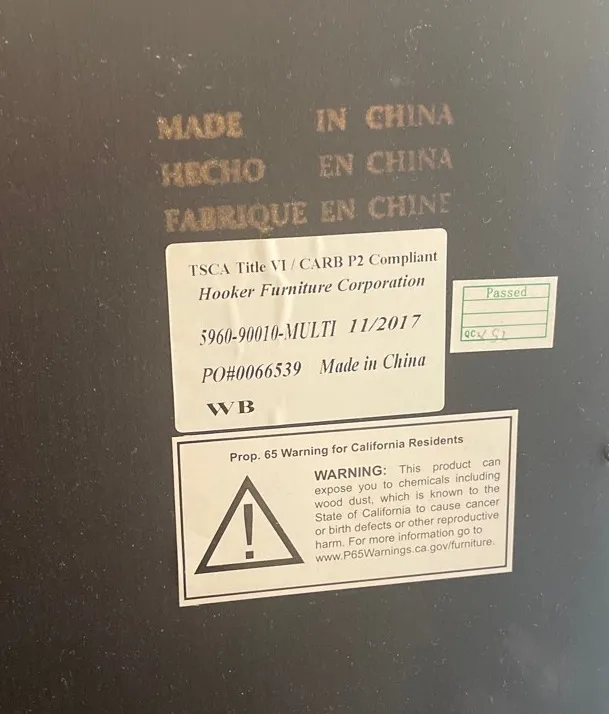 MADE IN CHINA
HECHO EN CHINA
FABRIQUE EN CHINE
TSCA Title VI / CARB P2 Compliant
Hooker Furniture Corporation
5960-90010-MULTI 11/2017
PO#0066539 Made in China
WB
Passed
QC
Prop. 65 Warning for California Residents
WARNING: This product can
expose you to chemicals including
wood dust, which is known to the
State of California to cause cancer
or birth defects or other reproductive
harm. For more information go to
www.P65Warnings.ca.gov/furniture.